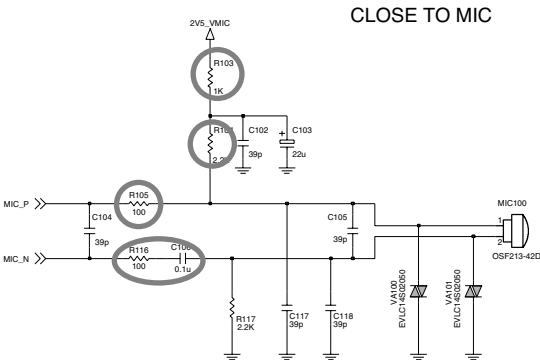 CLOSE TO MIC
2V5_VMIC
R103
1K
C102
39p
C103
+
22u
MIC_P
R105
100
C104
39p
C105
39p
MIC100
1
2
OSF213-42D
MIC_N
R116
100
C106
0.1u
R117
2.2K
C117
39p
C118
39p
VA100
EVLC14S02050
VA101
EVLC14S02050